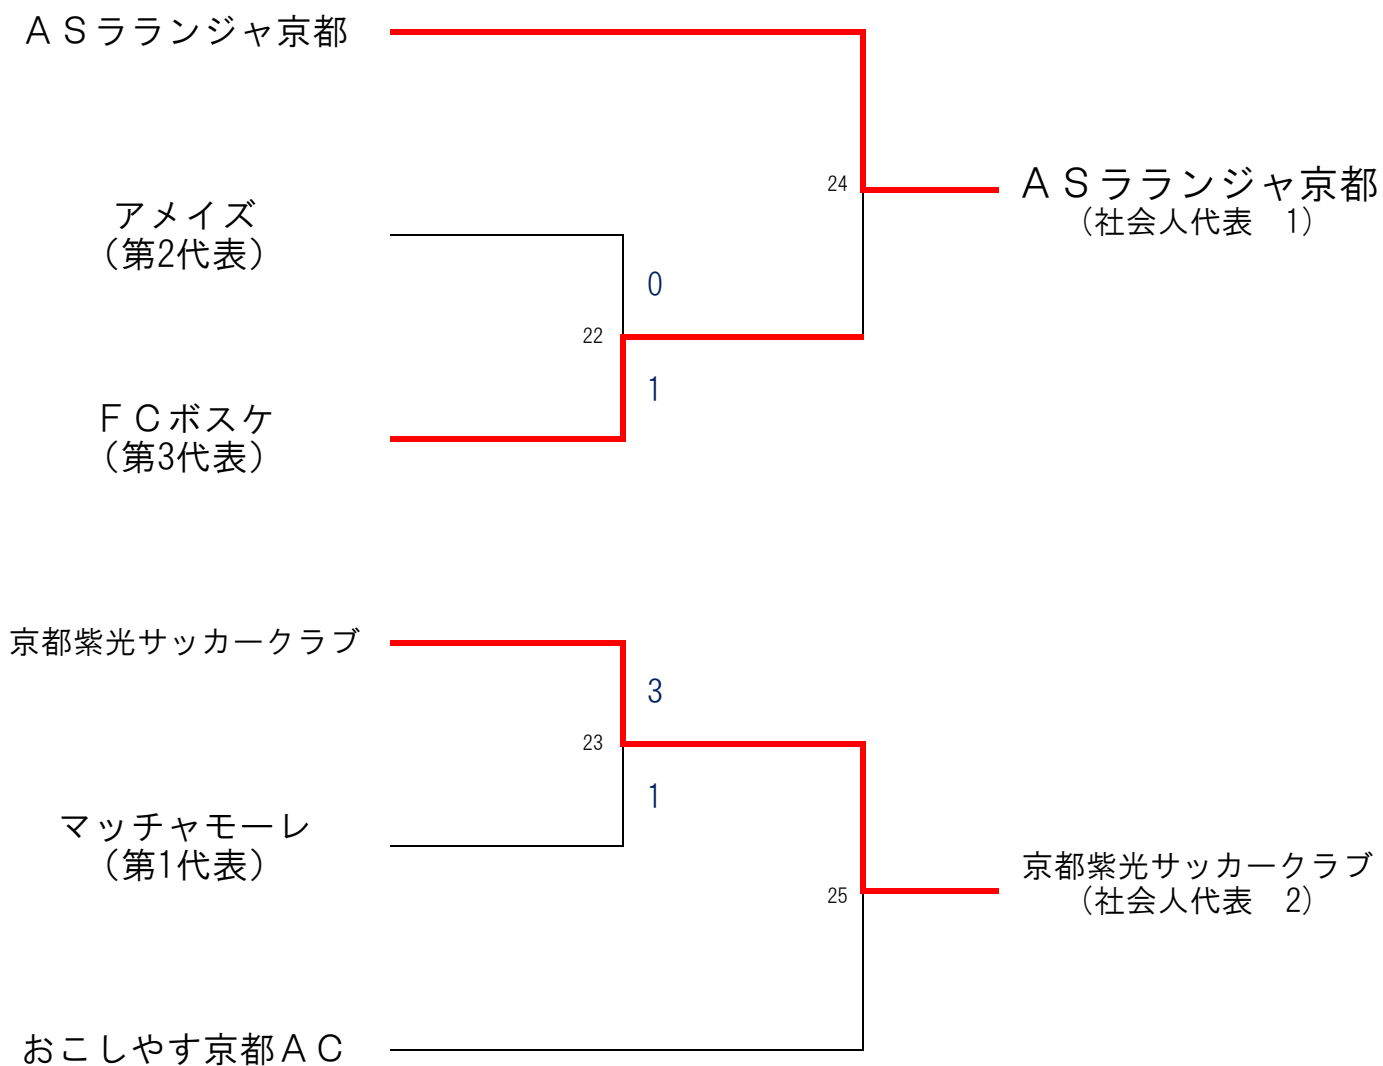 ＡＳラランジャ京都
24
ＡＳラランジャ京都
(社会人代表　1)
アメイズ
(第2代表)
0
22
1
ＦＣボスケ
(第3代表)
京都紫光サッカークラブ
3
23
1
マッチャモーレ
(第1代表)
京都紫光サッカークラブ
(社会人代表　2)
25
おこしやす京都ＡＣ